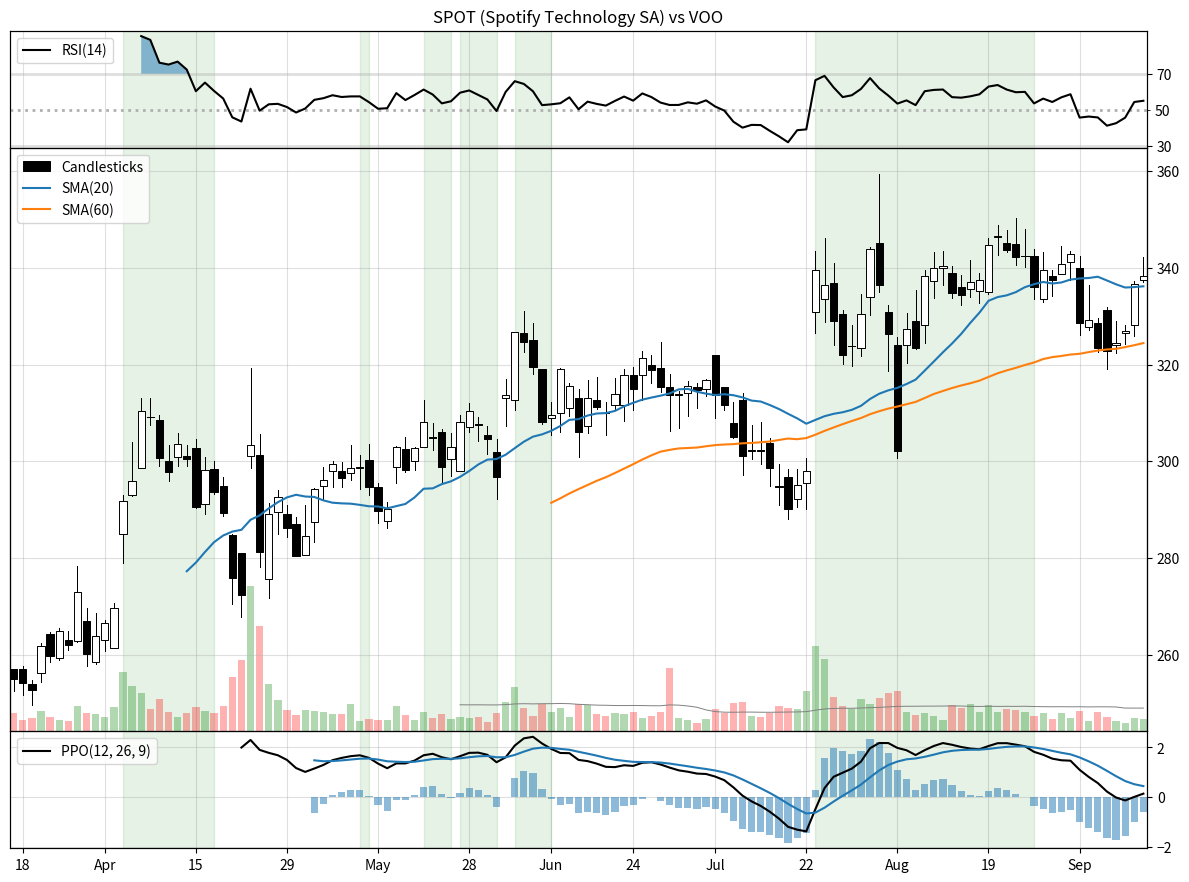 SPOT (Spotify Technology SA) vs VOO
RSI(14)
70
50
30
Candlesticks
SMA(20)
SMA(60)
360
340
320
300
280
260
PPO(12, 26, 9)
2
0
−2
18 Apr 15 29 May 28 Jun 24 Jul 22 Aug 19 Sep